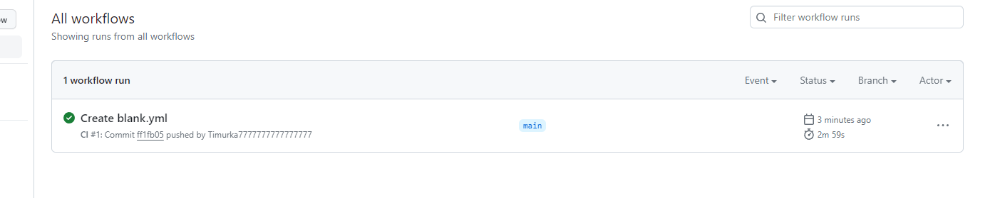 All workflows
Showing runs from all workflows
Filter workflow runs
1 workflow run
Event
Status
Branch
Actor
Create blank.yml
CI #1: Commit ff1fb05 pushed by Timurka7777777777777777
main
3 minutes ago
2m 59s